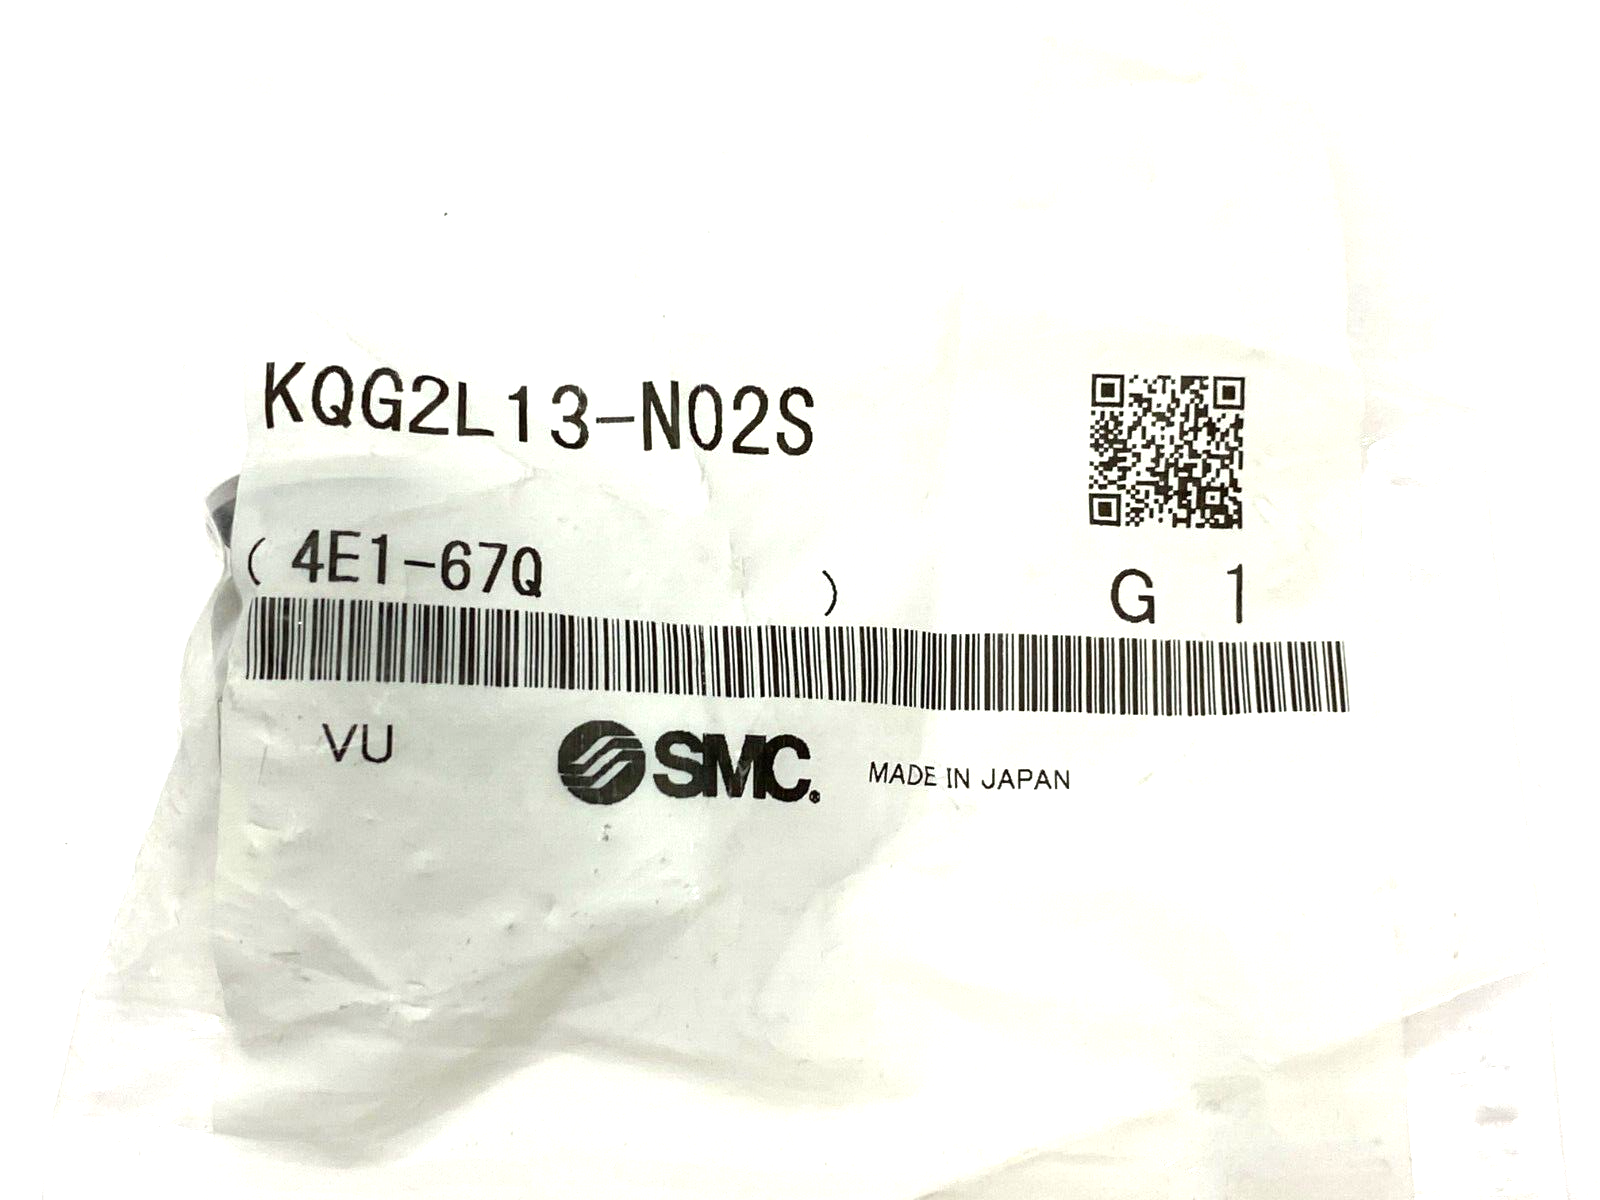 KQG2L13-N02S
( 4E1-67Q )
G 1
VU SMC® MADE IN JAPAN